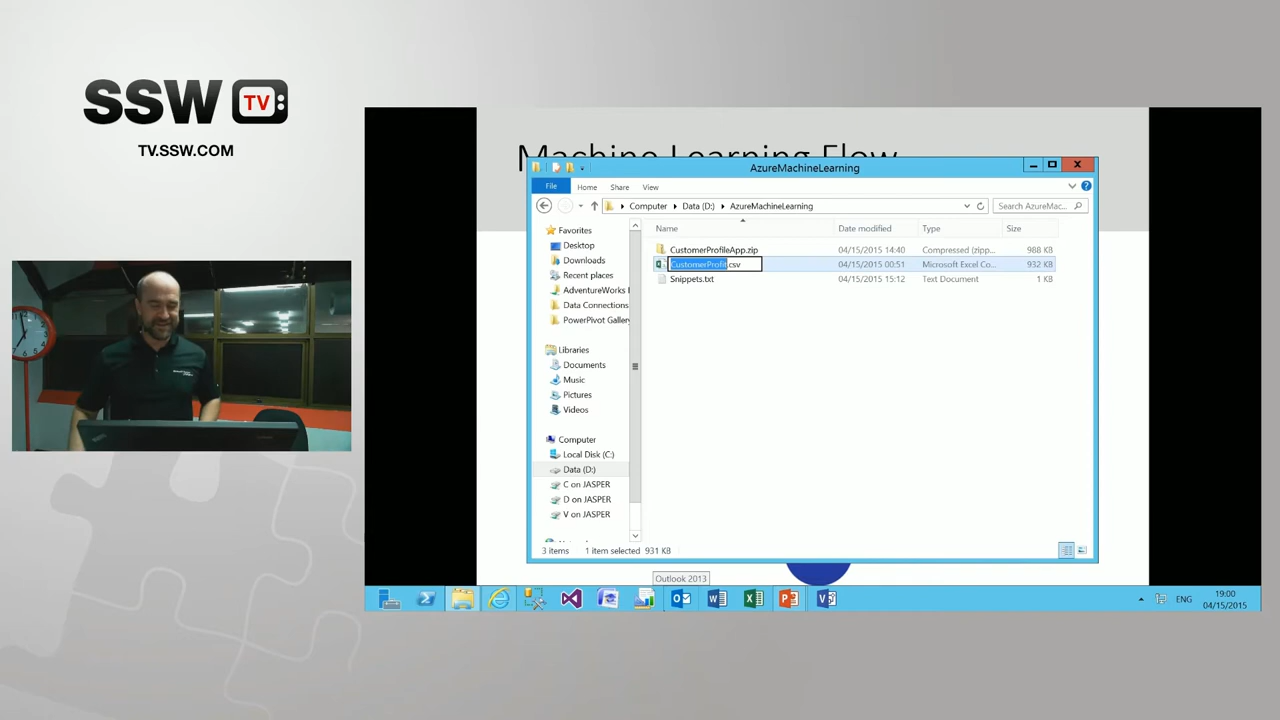 SSW TV
TV.SSW.COM
Machine Learning Flow
AzureMachineLearning
File Home Share View
Computer Data (D:) AzureMachineLearning
Search AzureMac...
Name Date modified Type Size
CustomerProfileApp.zip 04/15/2015 14:40 Compressed (zipp... 988 KB
CustomerProfit.csv 04/15/2015 00:51 Microsoft Excel Co... 932 KB
Snippets.txt 04/15/2015 15:12 Text Document 1 KB
Favorites
Desktop
Downloads
Recent places
AdventureWorks
Data Connections
PowerPivot Gallery
Libraries
Documents
Music
Pictures
Videos
Computer
Local Disk (C:)
Data (D:)
C on JASPER
D on JASPER
V on JASPER
3 items 1 item selected 931 KB
Outlook 2013
ENG
19:00
04/15/2015